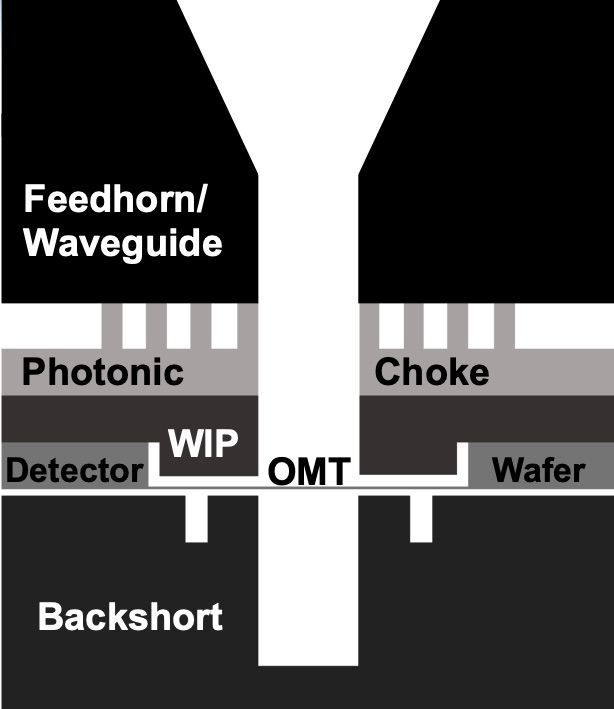 Feedhorn/
Waveguide
Photonic Choke
WIP
Detector OMT Wafer
Backshort